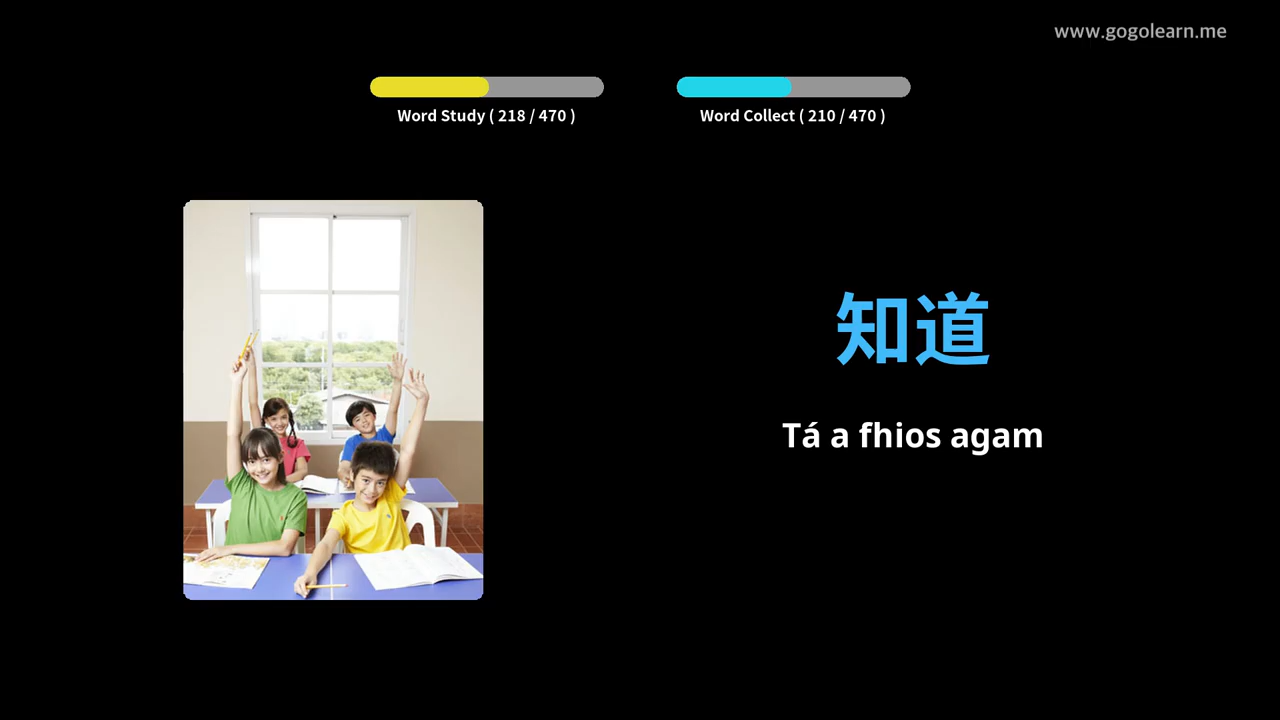 www.gogolearn.me
Word Study ( 218 / 470 )
Word Collect ( 210 / 470 )
知道
Tá a fhios agam